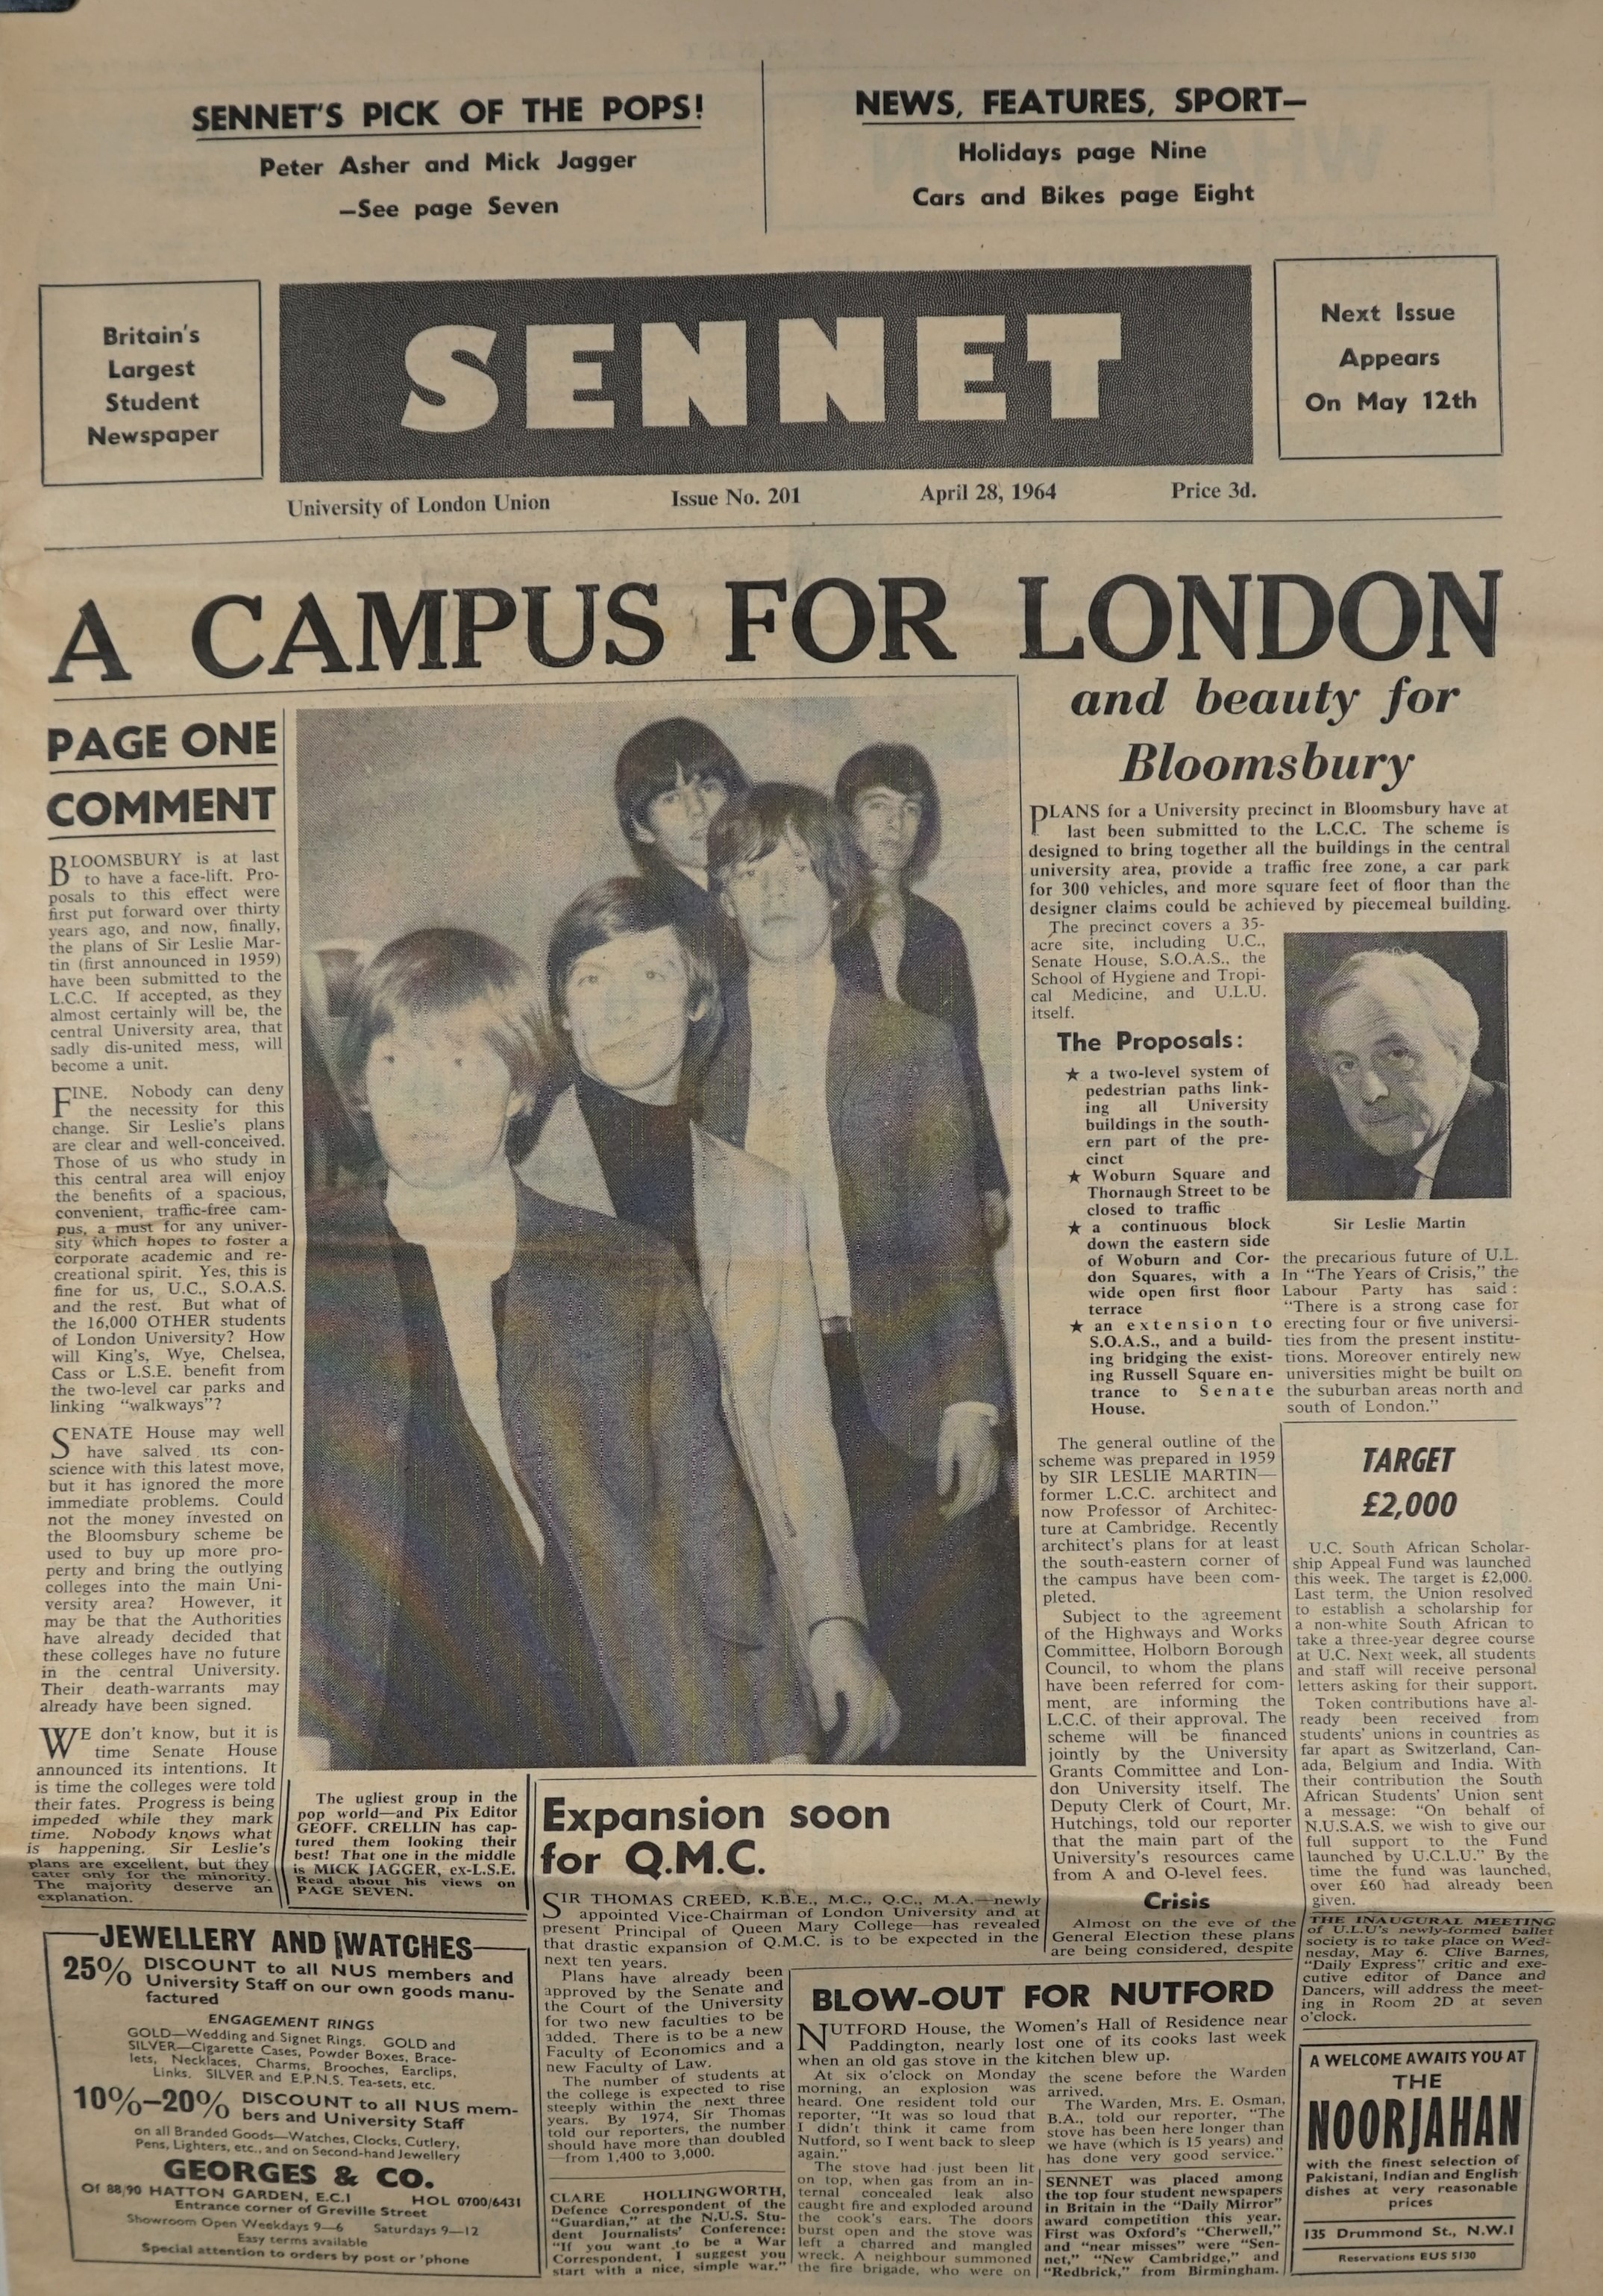 SENNET'S PICK OF THE POPS!
Peter Asher and Mick Jagger
—See page Seven
NEWS, FEATURES, SPORT—
Holidays page Nine
Cars and Bikes page Eight
Britain's
Largest
Student
Newspaper
SENNET
Next Issue
Appears
On May 12th
University of London Union
Issue No. 201
April 28, 1964
Price 3d.
A CAMPUS FOR LONDON
PAGE ONE
COMMENT
BLOOMSBURY is at last
to have a face-lift. Pro-
posals to this effect were
first put forward over thirty
years ago, and now, finally,
the plans of Sir Leslie Mar-
tin (first announced in 1959)
have been submitted to the
L.C.C. If accepted, as they
almost certainly will be, the
central University area, that
sadly dis-united mess, will
become a unit.
FINE. Nobody can deny
the necessity for this
change. Sir Leslie's plans
are clear and well-conceived.
Those of us who study in
this central area will enjoy
the benefits of a spacious,
convenient, traffic-free cam-
pus, a must for any univer-
sity which hopes to foster a
corporate academic and re-
creational spirit. Yes, this is
fine for us, U.C., S.O.A.S.
and the rest. But what of
the 16,000 OTHER students
of London University? How
will King's, Wye, Chelsea,
Cass or L.S.E. benefit from
the two-level car parks and
linking "walkways"?
SENATE House may well
have salved its con-
science with this latest move,
but it has ignored the more
immediate problems. Could
not the money invested on
the Bloomsbury scheme be
used to buy up more pro-
perty and bring the outlying
colleges into the main Uni-
versity area? However, it
may be that the Authorities
have already decided that
these colleges have no future
in the central University.
Their death-warrants may
already have been signed.
WE don't know, but it is
time Senate House
announced its intentions. It
is time the colleges were told
their fates. Progress is being
impeded while they mark
time. Nobody knows what
is happening. Sir Leslie's
plans are excellent, but they
cater only for the minority.
The majority deserve an
explanation.
The ugliest group in the
pop world—and Pix Editor
GEOFF. CRELLIN has cap-
tured them looking their
best! That one in the middle
is MICK JAGGER, ex-L.S.E.
Read about his views on
PAGE SEVEN.
and beauty for
Bloomsbury
PLANS for a University precinct in Bloomsbury have at
last been submitted to the L.C.C. The scheme is
designed to bring together all the buildings in the central
university area, provide a traffic free zone, a car park
for 300 vehicles, and more square feet of floor than the
designer claims could be achieved by piecemeal building.
The precinct covers a 35-
acre site, including U.C.,
Senate House, S.O.A.S., the
School of Hygiene and Tropi-
cal Medicine, and U.L.U.
itself.
The Proposals:
★ a two-level system of
pedestrian paths link-
ing all University
buildings in the south-
ern part of the pre-
cinct
★ Woburn Square and
Thornaugh Street to be
closed to traffic
★ a continuous block
down the eastern side
of Woburn and Cor-
don Squares, with a
wide open first floor
terrace
★ an extension to
S.O.A.S., and a build-
ing bridging the exist-
ing Russell Square en-
trance to Senate
House.
The general outline of the
scheme was prepared in 1959
by SIR LESLIE MARTIN—
former L.C.C. architect and
now Professor of Architec-
ture at Cambridge. Recently
architect's plans for at least
the south-eastern corner of
the campus have been com-
pleted.
Subject to the agreement
of the Highways and Works
Committee, Holborn Borough
Council, to whom the plans
have been referred for com-
ment, are informing the
L.C.C. of their approval. The
scheme will be financed
jointly by the University
Grants Committee and Lon-
don University itself. The
Deputy Clerk of Court, Mr.
Hutchings, told our reporter
that the main part of the
University's resources came
from A and O-level fees.
Crisis
Almost on the eve of the
General Election these plans
are being considered, despite
Sir Leslie Martin
the precarious future of U.L.
In "The Years of Crisis," the
Labour Party has said:
"There is a strong case for
erecting four or five universi-
ties from the present institu-
tions. Moreover entirely new
universities might be built on
the suburban areas north and
south of London."
TARGET
£2,000
U.C. South African Scholar-
ship Appeal Fund was launched
this week. The target is £2,000.
Last term, the Union resolved
to establish a scholarship for
a non-white South African to
take a three-year degree course
at U.C. Next week, all students
and staff will receive personal
letters asking for their support.
Token contributions have al-
ready been received from
students' unions in countries as
far apart as Switzerland, Can-
ada, Belgium and India. With
their contribution the South
African Students' Union sent
a message: "On behalf of
N.U.S.A.S. we wish to give our
full support to the Fund
launched by U.C.L.U." By the
time the fund was launched,
over £60 had already been
given.
THE INAUGURAL MEETING
of U.L.U's newly-formed ballet
society is to take place on Wed-
nesday, May 6. Clive Barnes,
"Daily Express" critic and exe-
cutive editor of Dance and
Dancers, will address the meet-
ing in Room 2D at seven
o'clock.
Expansion soon
for Q.M.C.
SIR THOMAS CREED, K.B.E., M.C., Q.C., M.A.—newly
appointed Vice-Chairman of London University and at
present Principal of Queen Mary College—has revealed
that drastic expansion of Q.M.C. is to be expected in the
next ten years.
Plans have already been
approved by the Senate and
the Court of the University
for two new faculties to be
added. There is to be a new
Faculty of Economics and a
new Faculty of Law.
The number of students at
the college is expected to rise
steeply within the next three
years. By 1974, Sir Thomas
told our reporters, the number
should have more than doubled
—from 1,400 to 3,000.
CLARE HOLLINGWORTH,
Defence Correspondent of the
"Guardian," at the N.U.S. Stu-
dent Journalists' Conference:
"If you want to be a War
Correspondent, I suggest you
start with a nice, simple war."
BLOW-OUT FOR NUTFORD
NUTFORD House, the Women's Hall of Residence near
Paddington, nearly lost one of its cooks last week
when an old gas stove in the kitchen blew up.
At six o'clock on Monday
morning, an explosion was
heard. One resident told our
reporter, "It was so loud that
I didn't think it came from
Nutford, so I went back to sleep
again."
The stove had just been lit
on top, when gas from an in-
ternal concealed leak also
caught fire and exploded around
the cook's ears. The doors
burst open and the stove was
left a charred and mangled
wreck. A neighbour summoned
the fire brigade, who were on
the scene before the Warden
arrived.
The Warden, Mrs. E. Osman,
B.A., told our reporter, "The
stove has been here longer than
we have (which is 15 years) and
has done very good service."
SENNET was placed among
the top four student newspapers
in Britain in the "Daily Mirror"
award competition this year.
First was Oxford's "Cherwell,"
and "near misses" were "Sen-
net," "New Cambridge," and
"Redbrick," from Birmingham.
JEWELLERY AND WATCHES
25% DISCOUNT to all NUS members and
University Staff on our own goods manu-
factured
ENGAGEMENT RINGS
GOLD—Wedding and Signet Rings. GOLD and
SILVER—Cigarette Cases, Powder Boxes, Brace-
lets, Necklaces, Charms, Brooches, Earclips,
Links. SILVER and E.P.N.S. Tea-sets, etc.
10%–20% DISCOUNT to all NUS mem-
bers and University Staff
on all Branded Goods—Watches, Clocks, Cutlery,
Pens, Lighters, etc., and on Second-hand Jewellery
GEORGES & CO.
Of 88/90 HATTON GARDEN, E.C.1 HOL 0700/6431
Entrance corner of Greville Street
Showroom Open Weekdays 9—6 Saturdays 9—12
Easy terms available
Special attention to orders by post or 'phone
A WELCOME AWAITS YOU AT
THE
NOORJAHAN
with the finest selection of
Pakistani, Indian and English
dishes at very reasonable
prices
135 Drummond St., N.W.1
Reservations EUS 5130